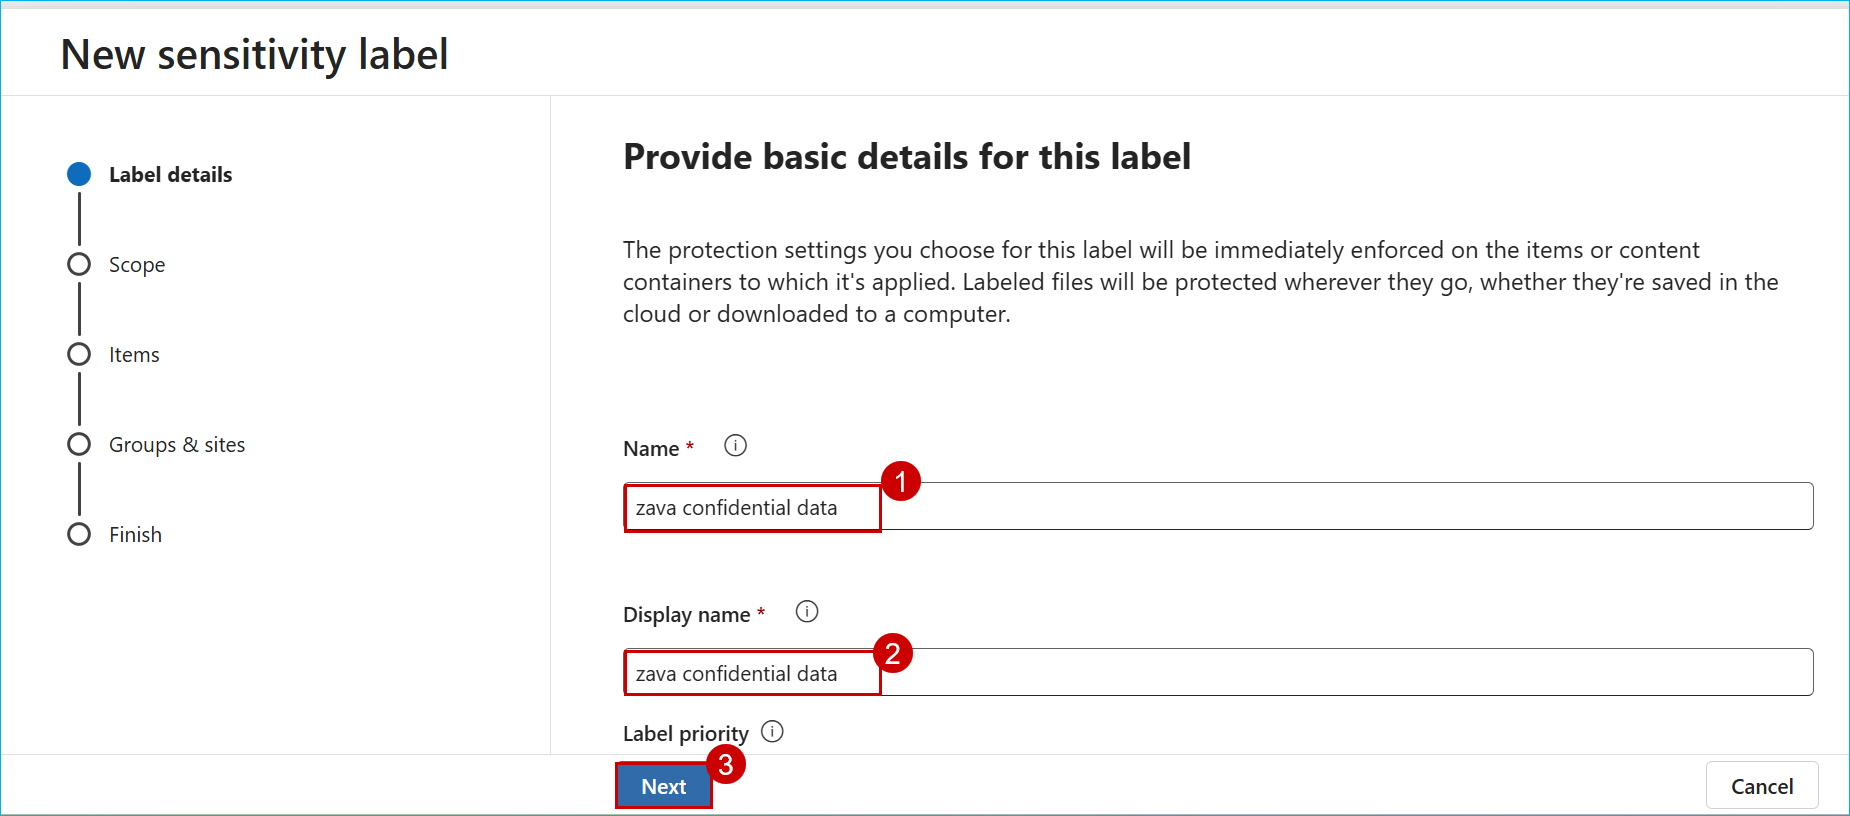 New sensitivity label
Label details
Scope
Items
Groups & sites
Finish
Provide basic details for this label
The protection settings you choose for this label will be immediately enforced on the items or content
containers to which it's applied. Labeled files will be protected wherever they go, whether they're saved in the
cloud or downloaded to a computer.
Name *
1
zava confidential data
Display name *
2
zava confidential data
Label priority
3
Next
Cancel